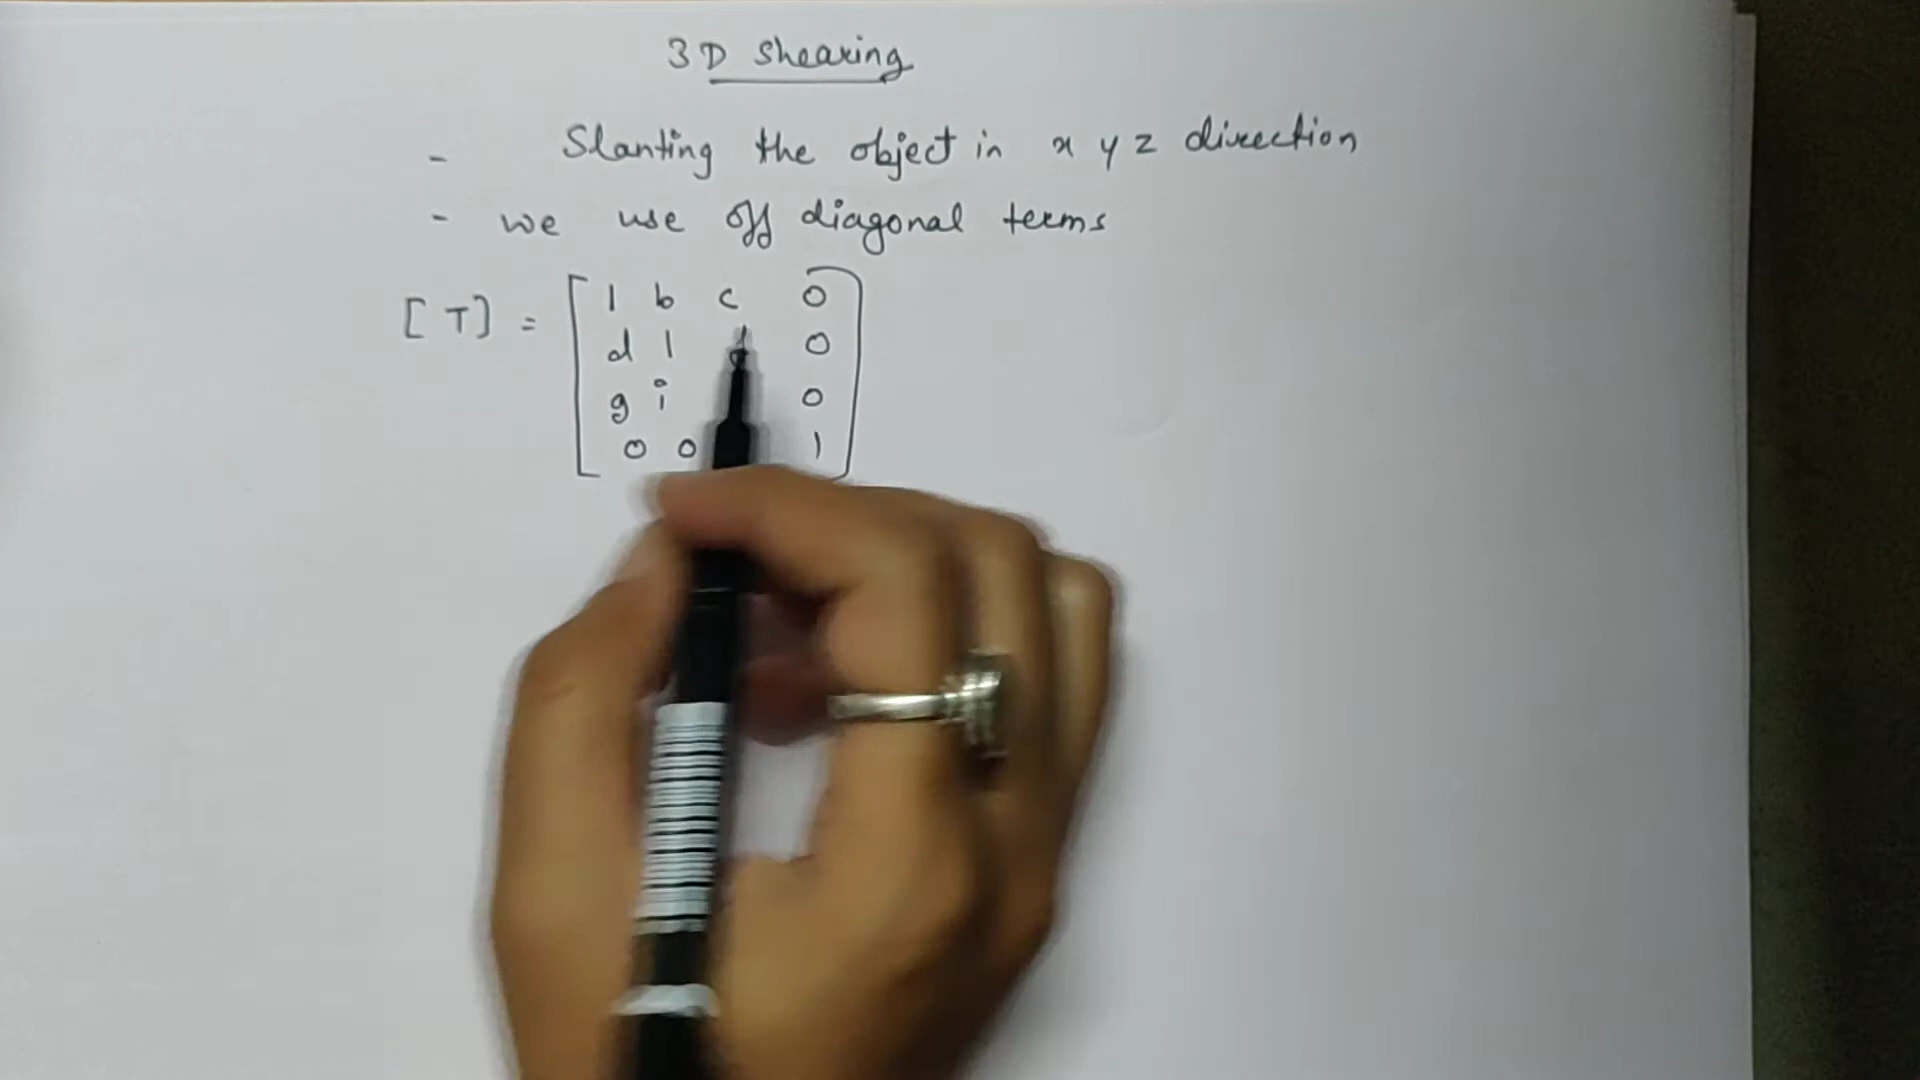 3D Shearing
- Slanting the object in x y z direction
- we use off diagonal terms
[T] = [ 1 b c 0
d 1 0
g i 0
0 0 1 ]